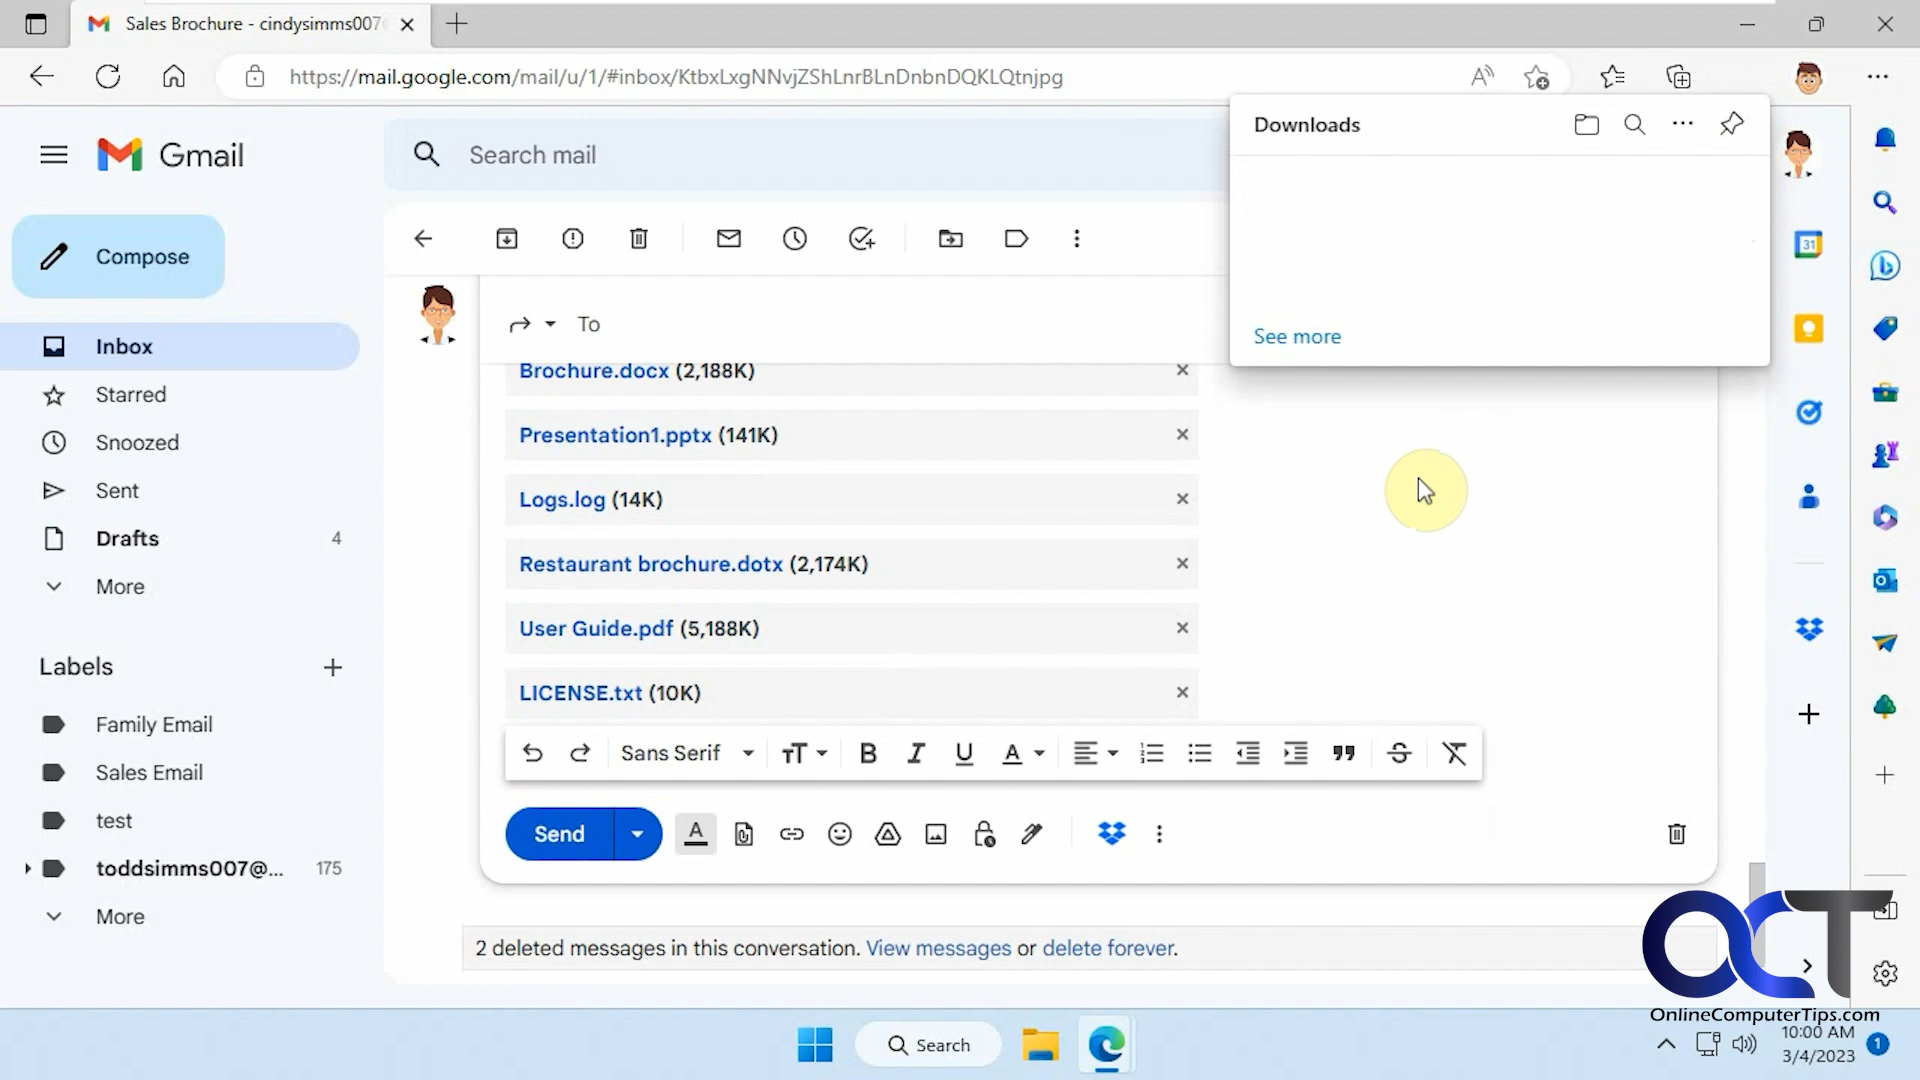 Sales Brochure - cindysimms007
https://mail.google.com/mail/u/1/#inbox/KtbxLxgNNvjZShLnrBLnDnbnDQKLQtnjpg
Downloads
See more
Gmail
Search mail
Compose
Inbox
Starred
Snoozed
Sent
Drafts 4
More
Labels
Family Email
Sales Email
test
toddsimms007@... 175
More
To
Brochure.docx (2,188K)
Presentation1.pptx (141K)
Logs.log (14K)
Restaurant brochure.dotx (2,174K)
User Guide.pdf (5,188K)
LICENSE.txt (10K)
Sans Serif
Send
2 deleted messages in this conversation. View messages or delete forever.
31
OCT
OnlineComputerTips.com
Search
10:00 AM
3/4/2023
1